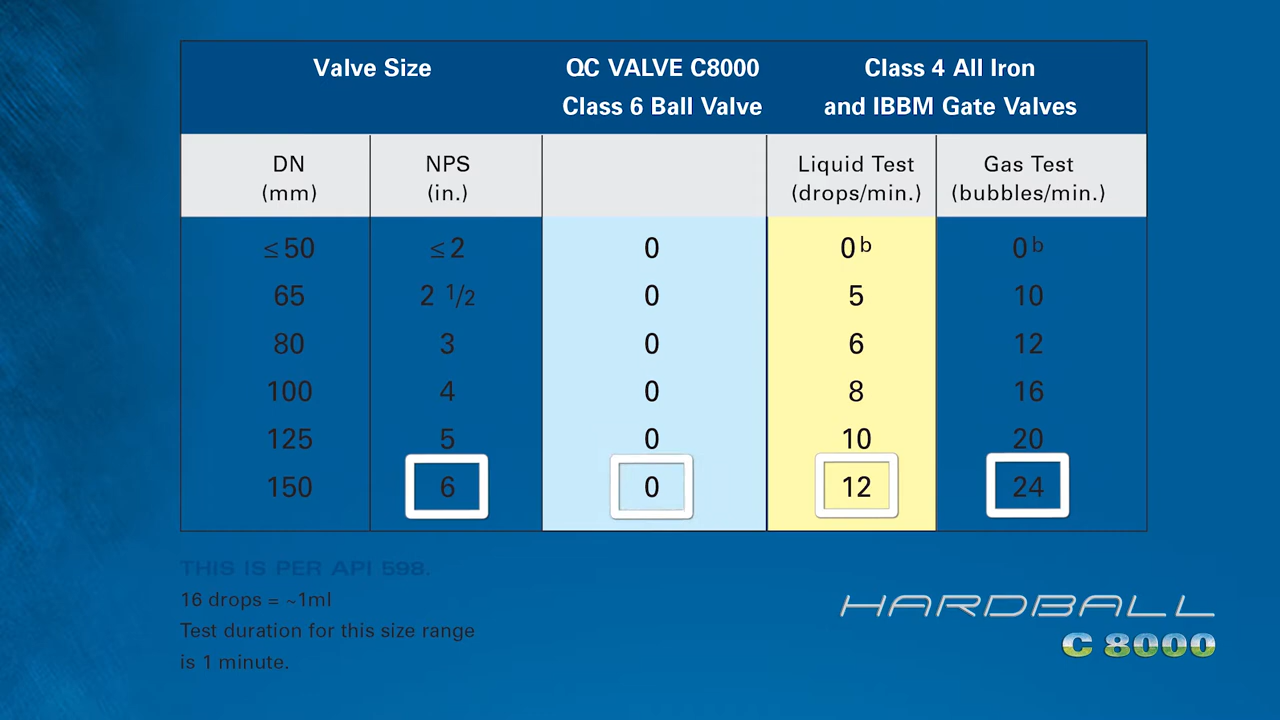 Valve Size QC VALVE C8000 Class 4 All Iron
Class 6 Ball Valve and IBBM Gate Valves
DN NPS Liquid Test Gas Test
(mm) (in.) (drops/min.) (bubbles/min.)
≤ 50 ≤ 2 0 0 b 0 b
65 2 1/2 0 5 10
80 3 0 6 12
100 4 0 8 16
125 5 0 10 20
150 6 0 12 24
THIS IS PER API 598.
16 drops = ~1ml
Test duration for this size range
is 1 minute.
HARDBALL
C 8000